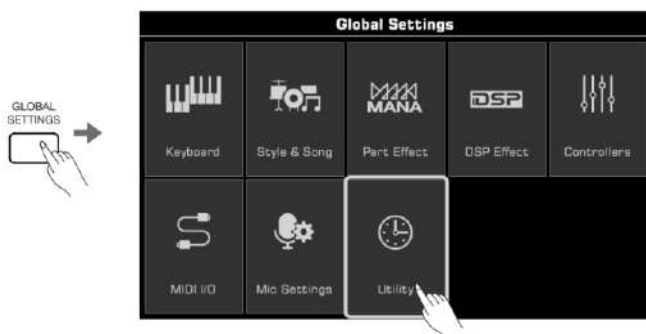 Global Settings
GLOBAL
SETTINGS
MANA
DSP
Keyboard
Style & Song
Part Effect
DSP Effect
Controllers
MIDI I/O
Mic Settings
Utility